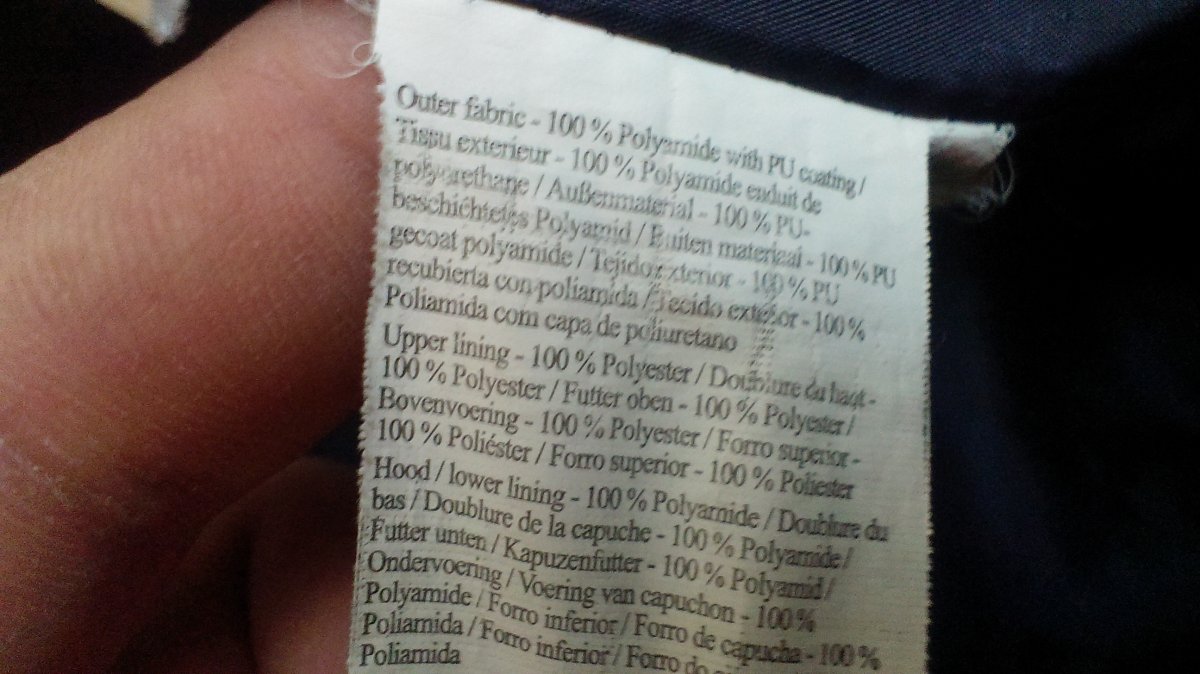 Outer fabric - 100 % Polyamide with PU coating /
Tissu exterieur - 100 % Polyamide enduit de
polyurethane / Außenmaterial - 100 % PU-
beschichtetes Polyamid / Buiten materiaal - 100 % PU
gecoat polyamide / Tejido exterior - 100 % PU
recubierta con poliamida / Tecido exterior - 100 %
Poliamida com capa de poliuretano
Upper lining - 100 % Polyester / Doublure du haut -
100 % Polyester / Futter oben - 100 % Polyester /
Bovenvoering - 100 % Polyester / Forro superior -
100 % Poliéster / Forro superior - 100 % Poliester
Hood / lower lining - 100 % Polyamide / Doublure du
bas / Doublure de la capuche - 100 % Polyamide /
Futter unten / Kapuzenfutter - 100 % Polyamid /
Ondervoering / Voering van capuchon - 100 %
Polyamide / Forro inferior / Forro de capucha - 100 %
Poliamida / Forro inferior / Forro
Poliamida